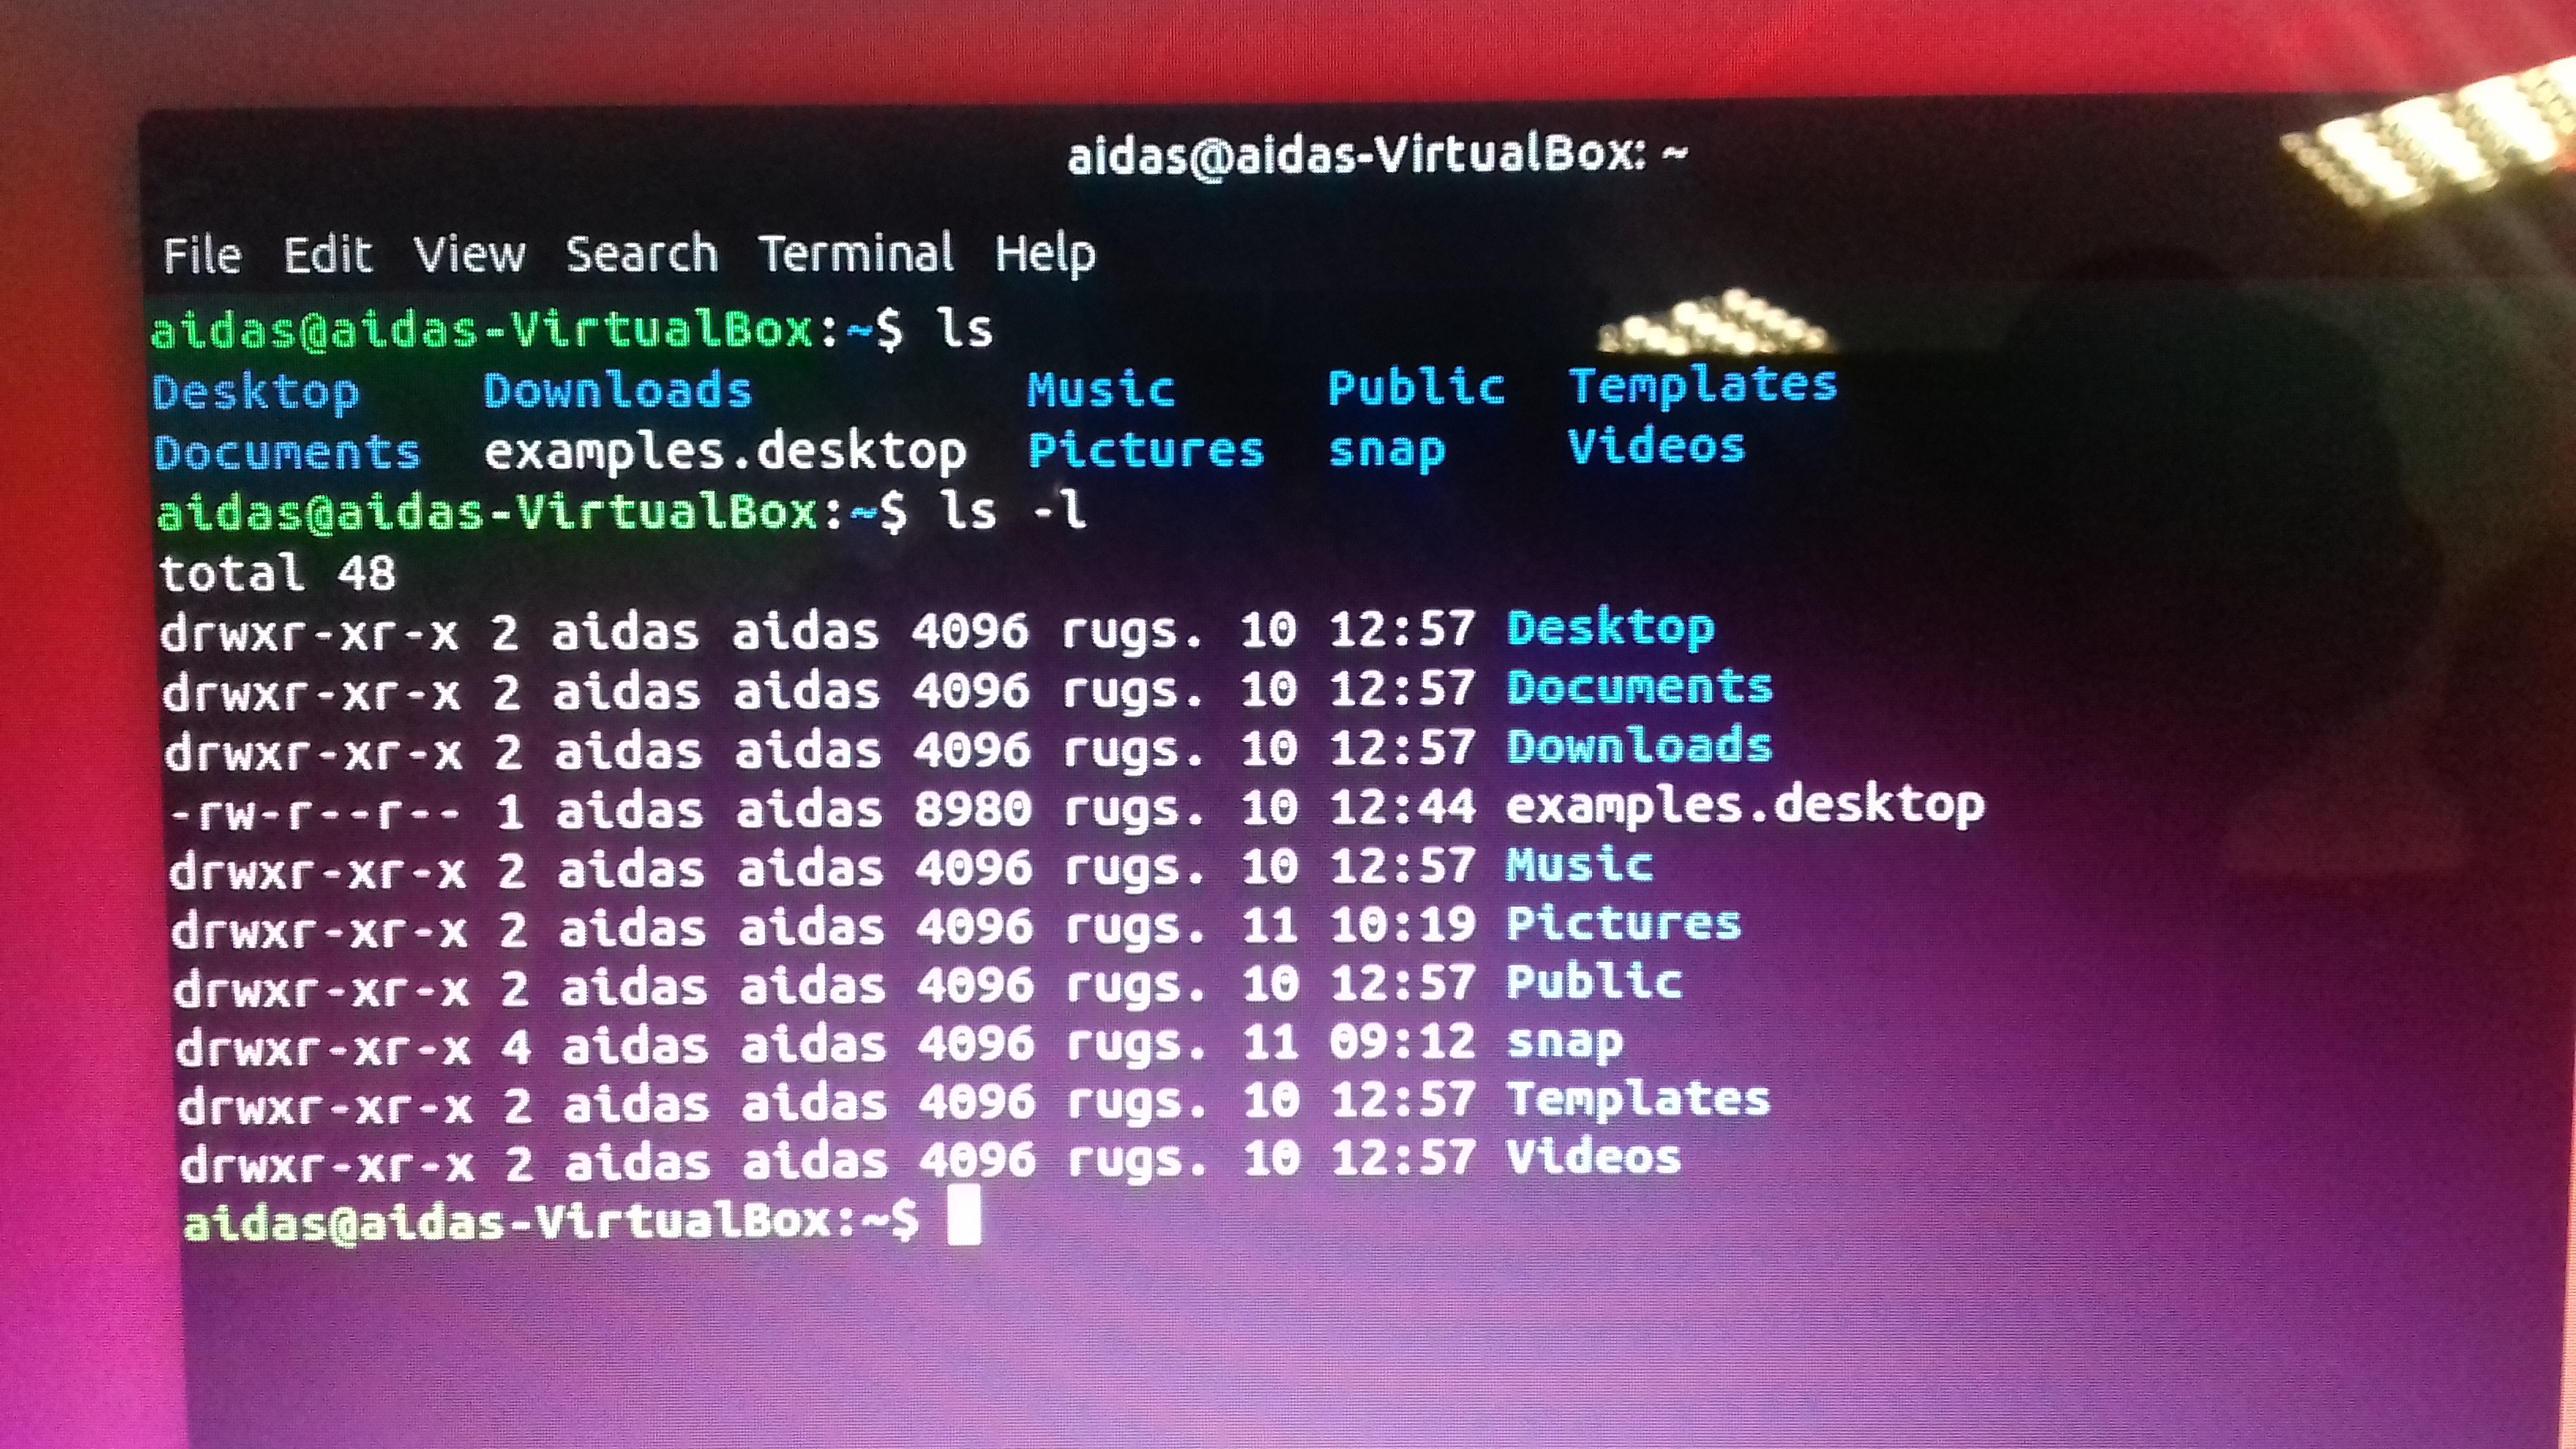 aidas@aidas-VirtualBox: ~
File Edit View Search Terminal Help
aidas@aidas-VirtualBox:~$ ls
Desktop Downloads Music Public Templates
Documents examples.desktop Pictures snap Videos
aidas@aidas-VirtualBox:~$ ls -l
total 48
drwxr-xr-x 2 aidas aidas 4096 rugs. 10 12:57 Desktop
drwxr-xr-x 2 aidas aidas 4096 rugs. 10 12:57 Documents
drwxr-xr-x 2 aidas aidas 4096 rugs. 10 12:57 Downloads
-rw-r--r-- 1 aidas aidas 8980 rugs. 10 12:44 examples.desktop
drwxr-xr-x 2 aidas aidas 4096 rugs. 10 12:57 Music
drwxr-xr-x 2 aidas aidas 4096 rugs. 11 10:19 Pictures
drwxr-xr-x 2 aidas aidas 4096 rugs. 10 12:57 Public
drwxr-xr-x 4 aidas aidas 4096 rugs. 11 09:12 snap
drwxr-xr-x 2 aidas aidas 4096 rugs. 10 12:57 Templates
drwxr-xr-x 2 aidas aidas 4096 rugs. 10 12:57 Videos
aidas@aidas-VirtualBox:~$